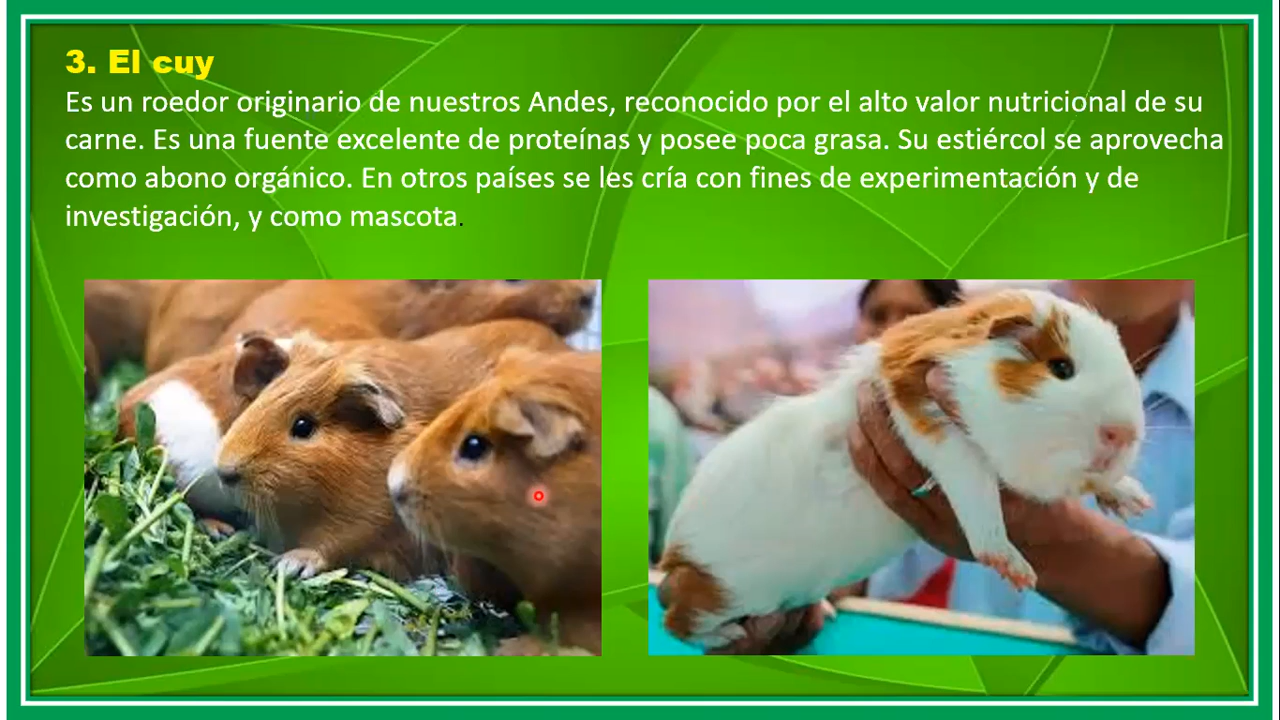 3. El cuy
Es un roedor originario de nuestros Andes, reconocido por el alto valor nutricional de su
carne. Es una fuente excelente de proteínas y posee poca grasa. Su estiércol se aprovecha
como abono orgánico. En otros países se les cría con fines de experimentación y de
investigación, y como mascota.